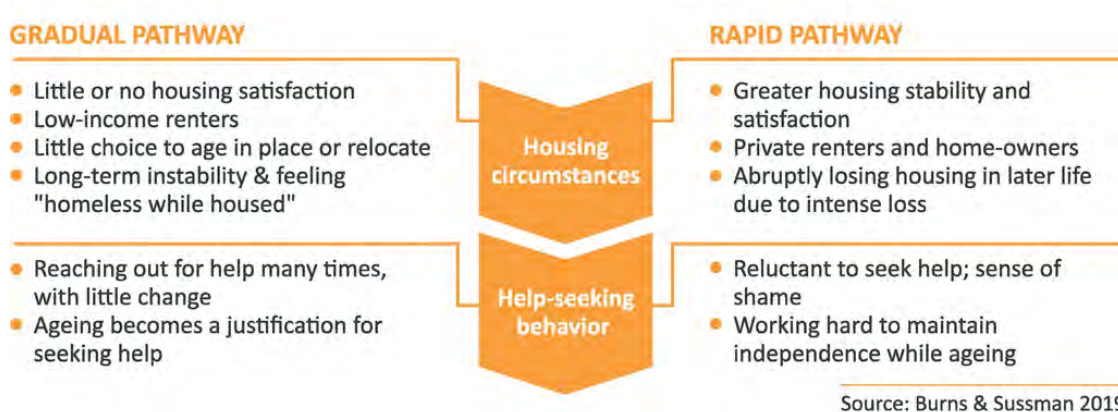 GRADUAL PATHWAY
Little or no housing satisfaction
Low-income renters
Little choice to age in place or relocate
Long-term instability & feeling
"homeless while housed"
Housing
circumstances
RAPID PATHWAY
Greater housing stability and
satisfaction
Private renters and home-owners
Abruptly losing housing in later life
due to intense loss
Reaching out for help many times,
with little change
Ageing becomes a justification for
seeking help
Help-seeking
behavior
Reluctant to seek help; sense of
shame
Working hard to maintain
independence while ageing
Source: Burns & Sussman 2019